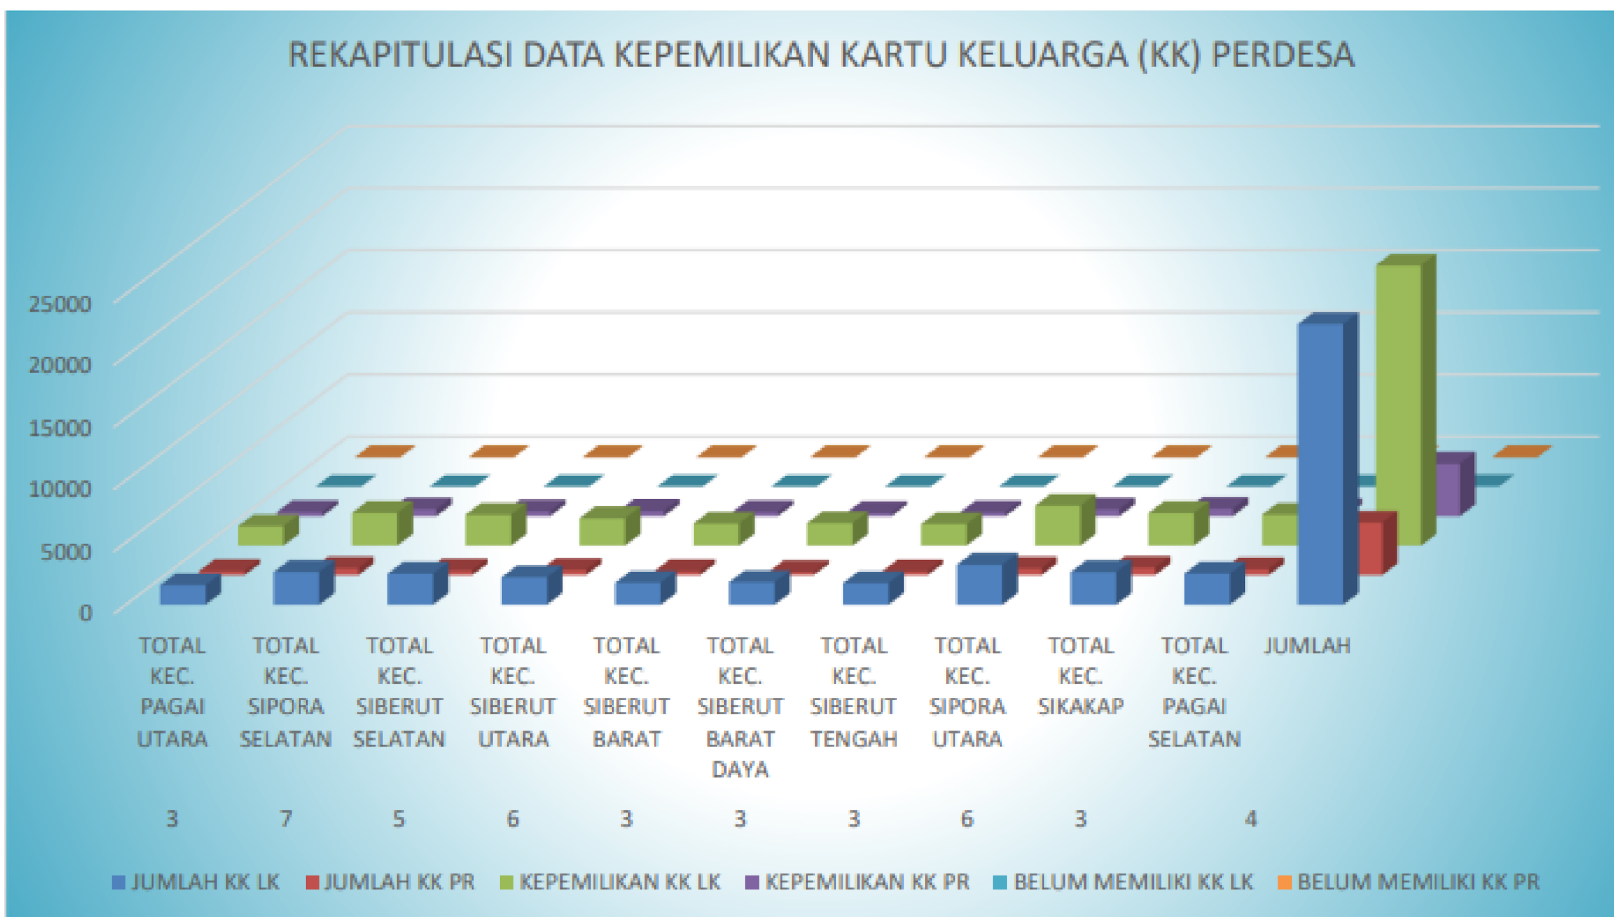 REKAPITULASI DATA KEPEMILIKAN KARTU KELUARGA (KK) PERDESA
25000
20000
15000
10000
5000
0
TOTAL KEC. PAGAI UTARA
TOTAL KEC. SIPORA SELATAN
TOTAL KEC. SIBERUT SELATAN
TOTAL KEC. SIBERUT UTARA
TOTAL KEC. SIBERUT BARAT
TOTAL KEC. SIBERUT BARAT DAYA
TOTAL KEC. SIBERUT TENGAH
TOTAL KEC. SIPORA UTARA
TOTAL KEC. SIKAKAP
TOTAL KEC. PAGAI SELATAN
JUMLAH
3 7 5 6 3 3 3 6 3 4
JUMLAH KK LK JUMLAH KK PR KEPEMILIKAN KK LK KEPEMILIKAN KK PR BELUM MEMILIKI KK LK BELUM MEMILIKI KK PR